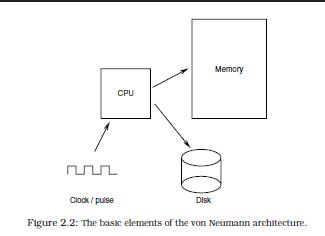 Memory
CPU
Clock / pulse
Disk
Figure 2.2: The basic elements of the von Neumann architecture.